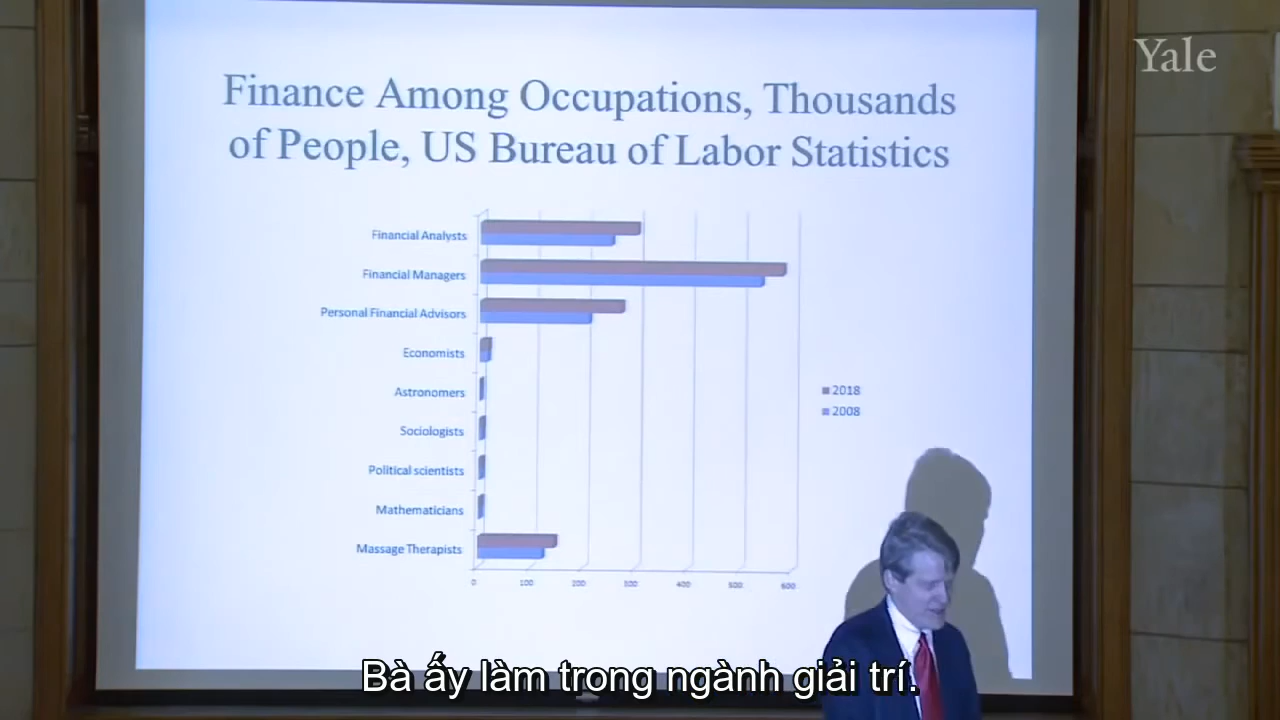 Yale
Finance Among Occupations, Thousands
of People, US Bureau of Labor Statistics
Financial Analysts
Financial Managers
Personal Financial Advisors
Economists
Astronomers
Sociologists
Political scientists
Mathematicians
Massage Therapists
2018
2008
0 100 200 300 400 500 600
Bà ấy làm trong ngành giải trí.